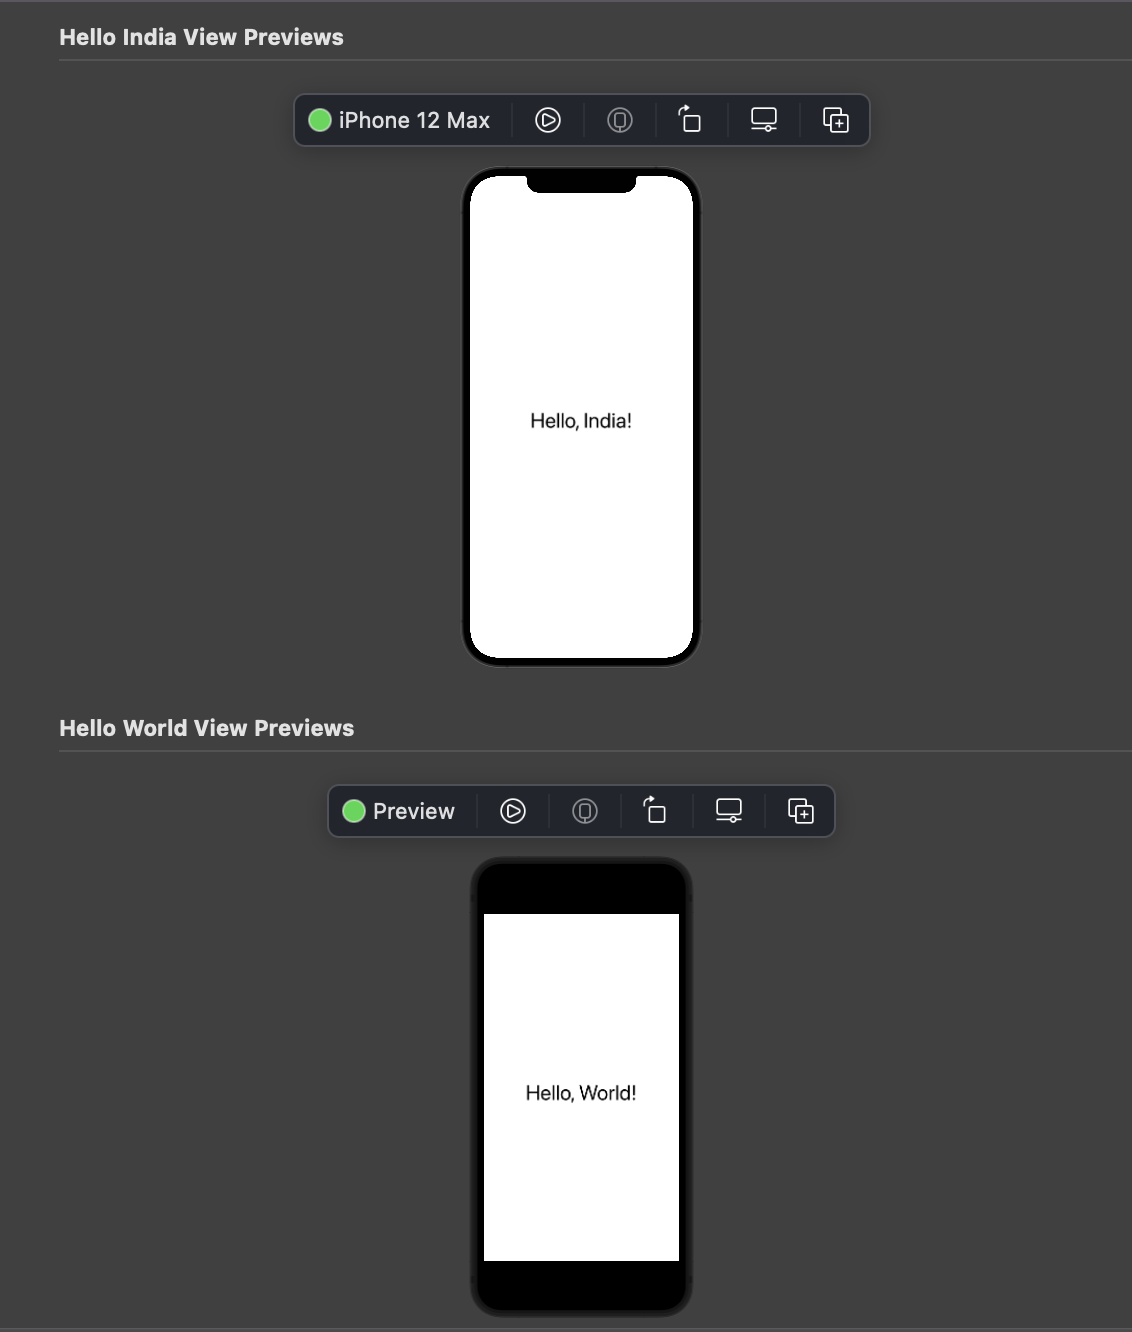 Hello India View Previews
iPhone 12 Max
Hello, India!
Hello World View Previews
Preview
Hello, World!